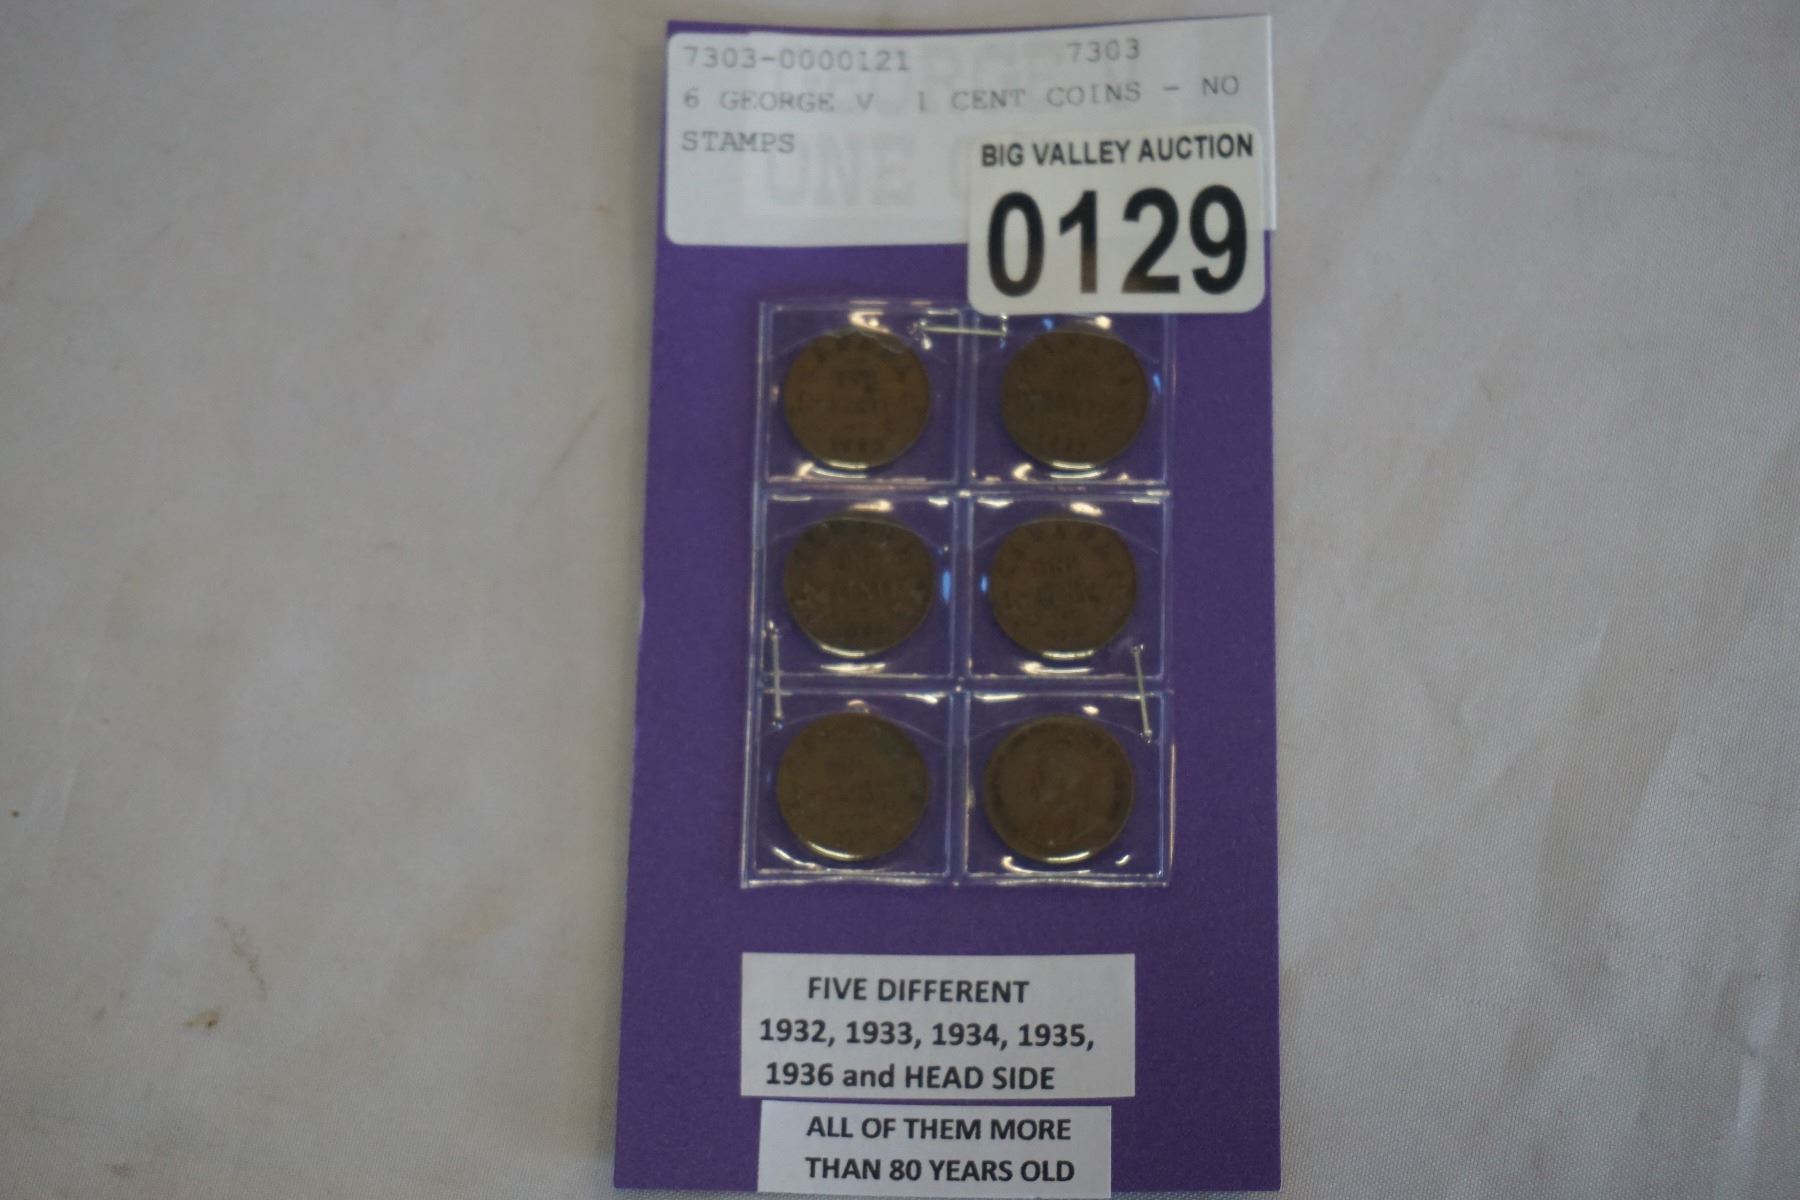 7303-0000121 7303
6 GEORGE V 1 CENT COINS - NO
STAMPS
ONE
BIG VALLEY AUCTION
0129
FIVE DIFFERENT
1932, 1933, 1934, 1935,
1936 and HEAD SIDE
ALL OF THEM MORE
THAN 80 YEARS OLD